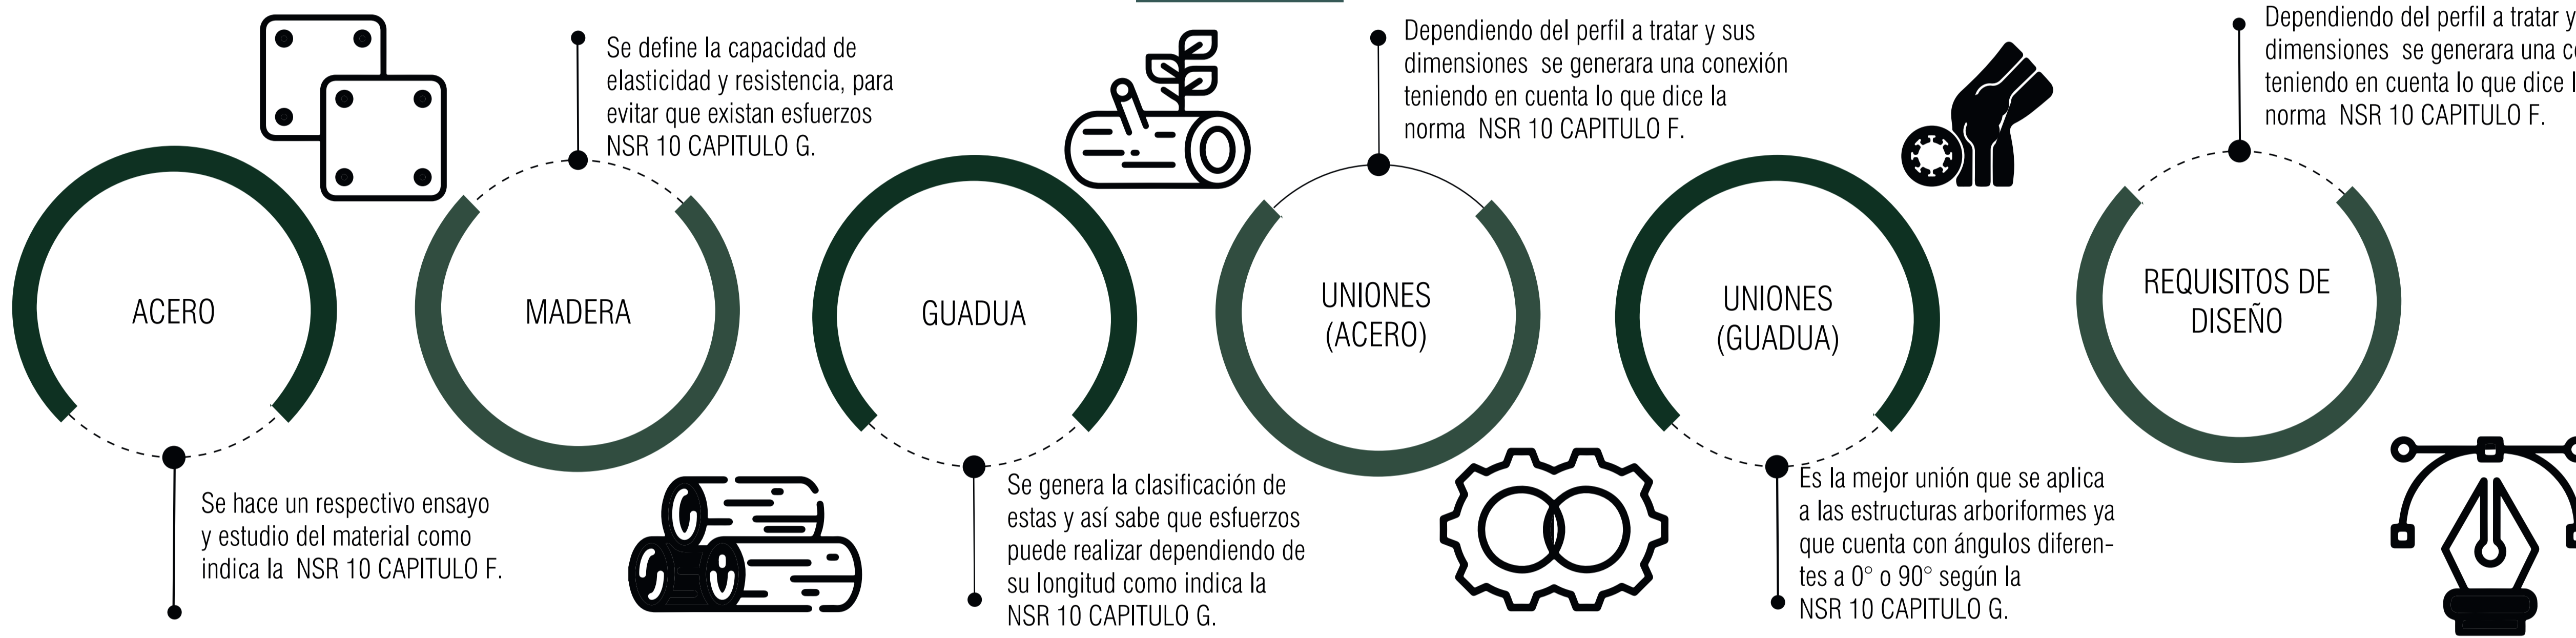 ACERO
Se hace un respectivo ensayo
y estudio del material como
indica la NSR 10 CAPITULO F.
Se define la capacidad de
elasticidad y resistencia, para
evitar que existan esfuerzos
NSR 10 CAPITULO G.
MADERA
GUADUA
Se genera la clasificación de
estas y así sabe que esfuerzos
puede realizar dependiendo de
su longitud como indica la
NSR 10 CAPITULO G.
Dependiendo del perfil a tratar y sus
dimensiones se generara una conexión
teniendo en cuenta lo que dice la
norma NSR 10 CAPITULO F.
UNIONES
(ACERO)
UNIONES
(GUADUA)
Es la mejor unión que se aplica
a las estructuras arboriformes ya
que cuenta con ángulos diferen-
tes a 0° o 90° según la
NSR 10 CAPITULO G.
Dependiendo del perfil a tratar y
dimensiones se generara una
teniendo en cuenta lo que dice
norma NSR 10 CAPITULO F.
REQUISITOS DE
DISEÑO